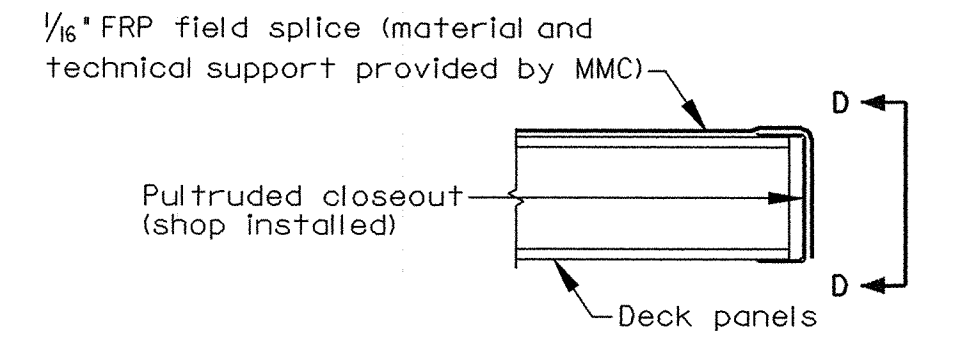 1/16" FRP field splice (material and
technical support provided by MMC)
D
Pultruded closeout
(shop installed)
D
Deck panels